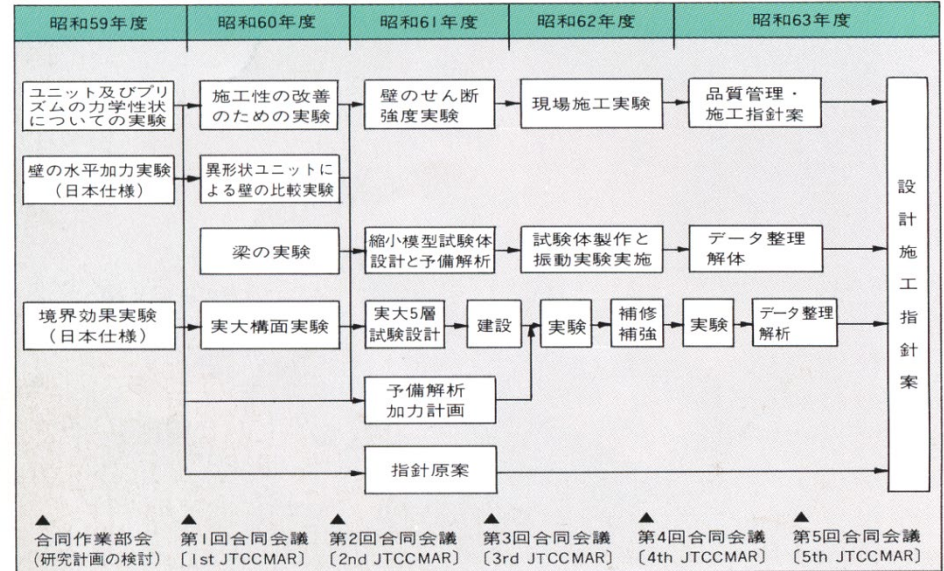 昭和59年度
昭和60年度
昭和61年度
昭和62年度
昭和63年度
ユニット及びプリ
ズムの力学性状
についての実験
施工性の改善
のための実験
壁のせん断
強度実験
現場施工実験
品質管理・
施工指針案
壁の水平加力実験
(日本仕様)
異形状ユニットに
よる壁の比較実験
梁の実験
縮小模型試験体
設計と予備解析
試験体製作と
振動実験実施
データ整理
解体
境界効果実験
(日本仕様)
実大構面実験
実大5層
試験設計
建設
実験
補修
補強
実験
データ整理
解析
予備解析
加力計画
指針原案
設計施工指針案
合同作業部会
(研究計画の検討)
第1回合同会議
〔1st JTCCMAR〕
第2回合同会議
〔2nd JTCCMAR〕
第3回合同会議
〔3rd JTCCMAR〕
第4回合同会議
〔4th JTCCMAR〕
第5回合同会議
〔5th JTCCMAR〕